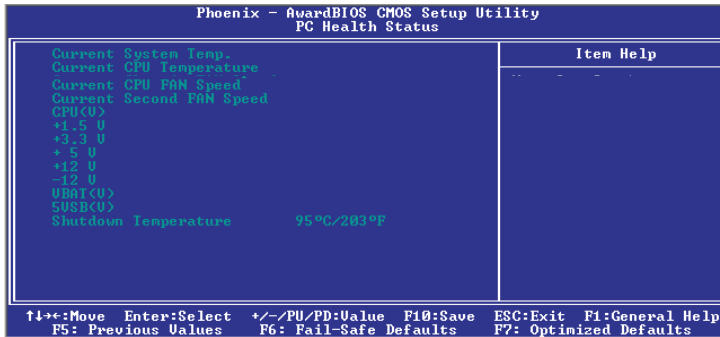 Phoenix - AwardBIOS CMOS Setup Utility
PC Health Status
Current System Temp.
Current CPU Temperature
Current CPU FAN Speed
Current Second FAN Speed
CPU(V)
+1.5 V
+3.3 V
+ 5 V
+12 V
-12 V
VBAT(V)
5VSB(V)
Shutdown Temperature 95°C/203°F
Item Help
↑↓→←:Move Enter:Select +/-/PU/PD:Value F10:Save ESC:Exit F1:General Help
F5: Previous Values F6: Fail-Safe Defaults F7: Optimized Defaults